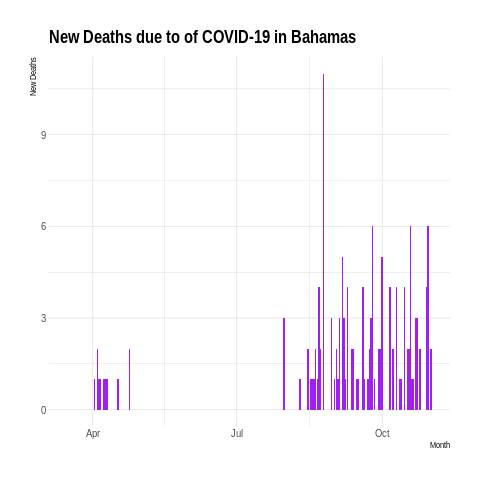 New Deaths due to of COVID-19 in Bahamas
New Deaths
9
6
3
0
Apr
Jul
Oct
Month